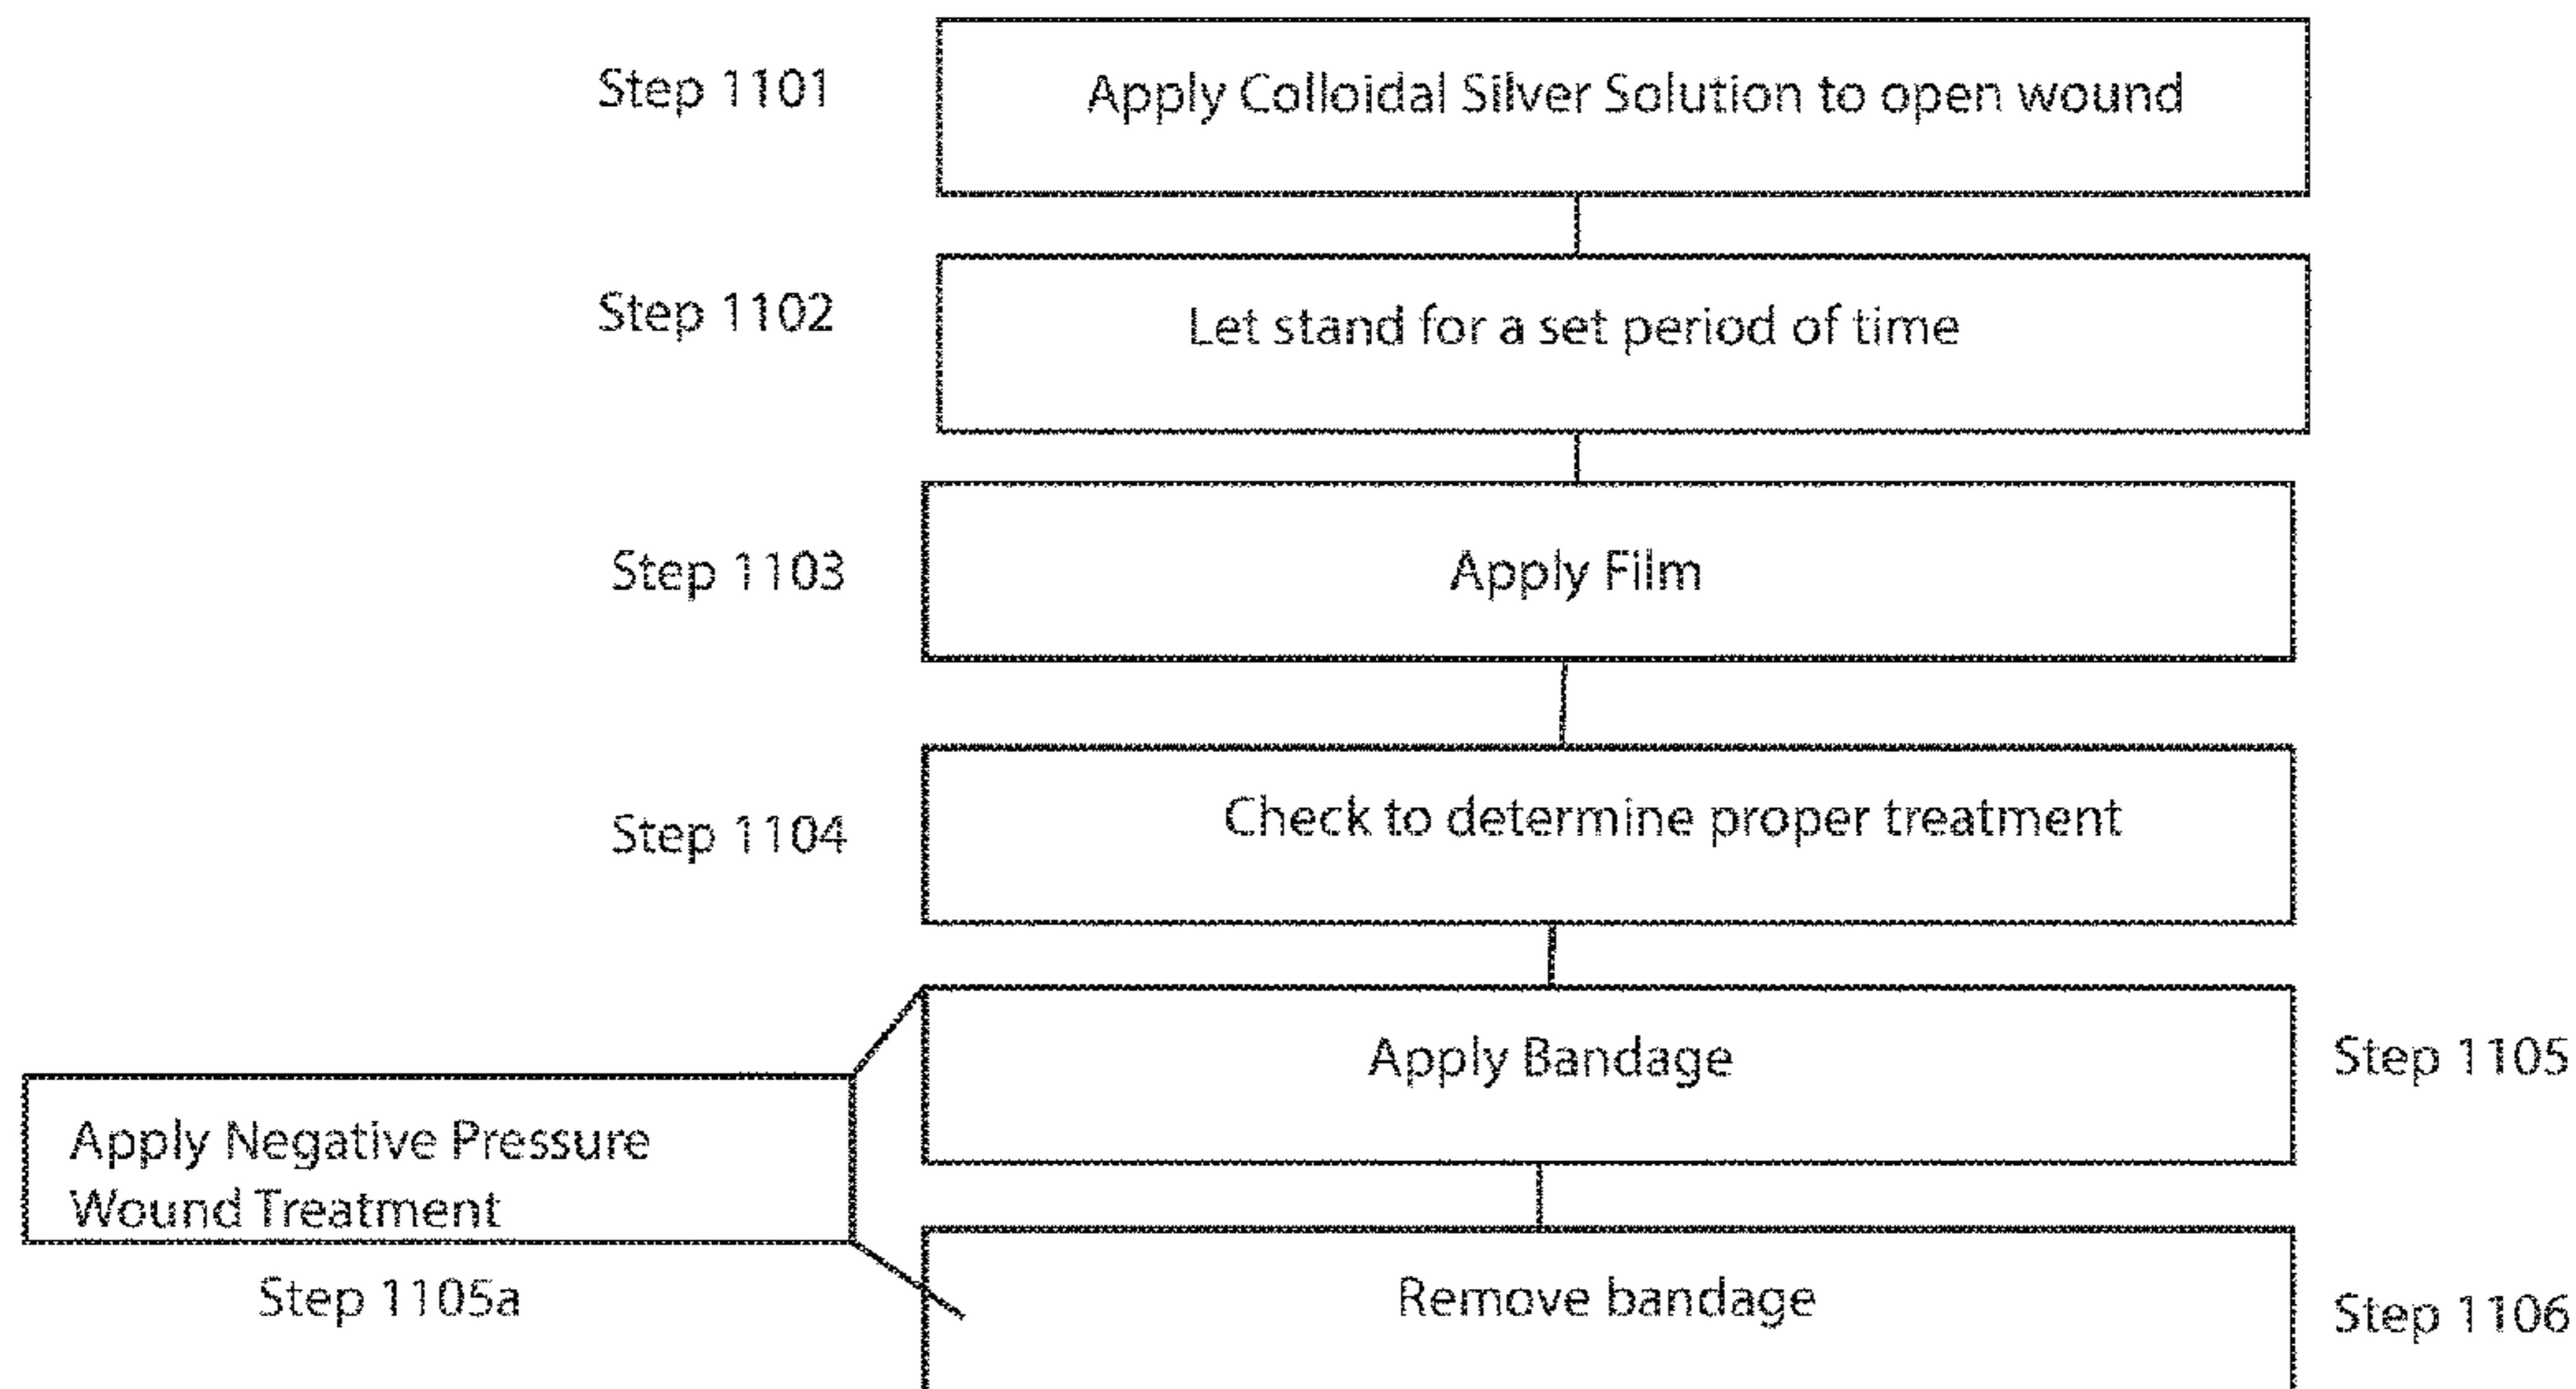 Step 1101
Apply Colloidal Silver Solution to open wound
Step 1102
Let stand for a set period of time
Step 1103
Apply Film
Step 1104
Check to determine proper treatment
Apply Bandage
Step 1105
Apply Negative Pressure
Wound Treatment
Step 1105a
Remove bandage
Step 1106